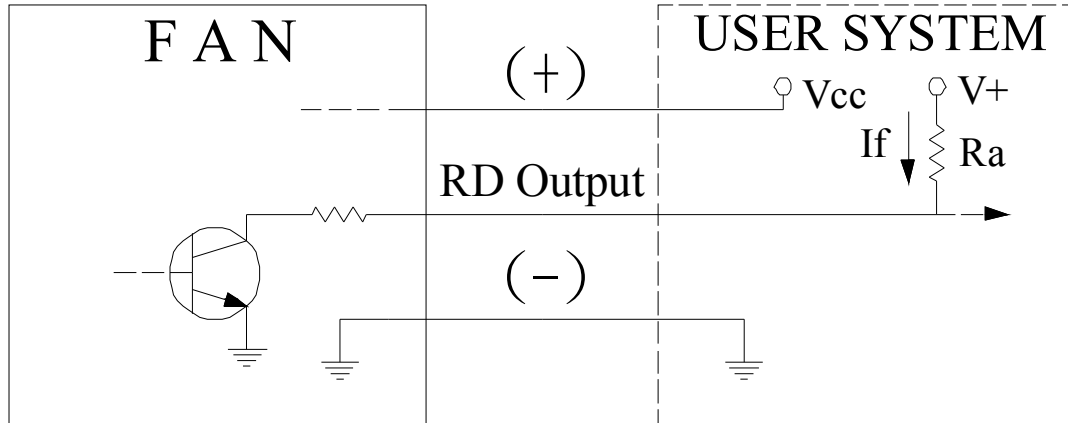 F A N
USER SYSTEM
(+)
Vcc
V+
If
Ra
RD Output
(-)